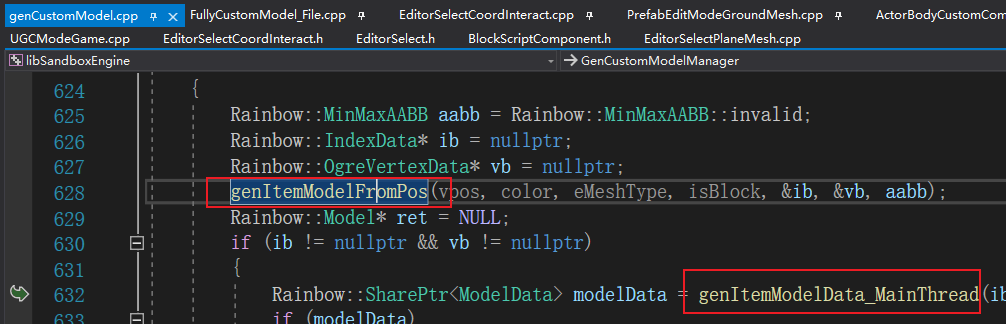 genCustomModel.cpp FullyCustomModel_File.cpp EditorSelectCoordInteract.cpp PrefabEditModeGroundMesh.cpp ActorBodyCustomCom
UGCModeGame.cpp EditorSelectCoordInteract.h EditorSelect.h BlockScriptComponent.h EditorSelectPlaneMesh.cpp
libSandboxEngine GenCustomModelManager
624 {
625 Rainbow::MinMaxAABB aabb = Rainbow::MinMaxAABB::invalid;
626 Rainbow::IndexData* ib = nullptr;
627 Rainbow::OgreVertexData* vb = nullptr;
628 genItemModelFromPos(vpos, color, eMeshType, isBlock, &ib, &vb, aabb);
629 Rainbow::Model* ret = NULL;
630 if (ib != nullptr && vb != nullptr)
631 {
632 Rainbow::SharePtr<ModelData> modelData = genItemModelData_MainThread(ib
633 if (modelData)